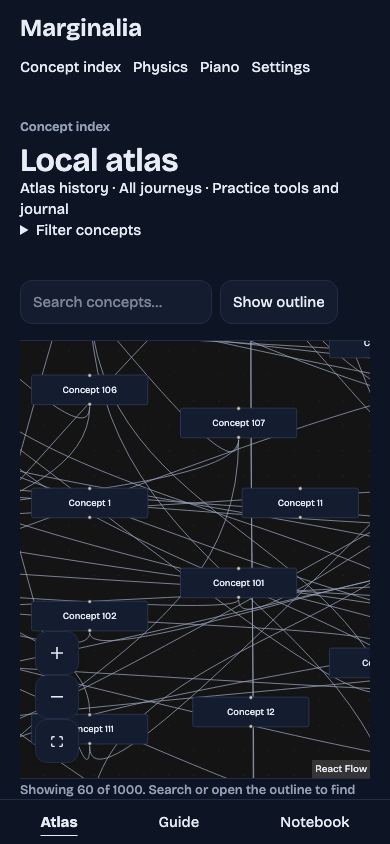 Marginalia
Concept index Physics Piano Settings
Concept index
Local atlas
Atlas history · All journeys · Practice tools and
journal
Filter concepts
Search concepts...
Show outline
Concept 106
Concept 107
Concept 1
Concept 11
Concept 101
Concept 102
Concept 12
React Flow
Showing 60 of 1000. Search or open the outline to find
Atlas
Guide
Notebook